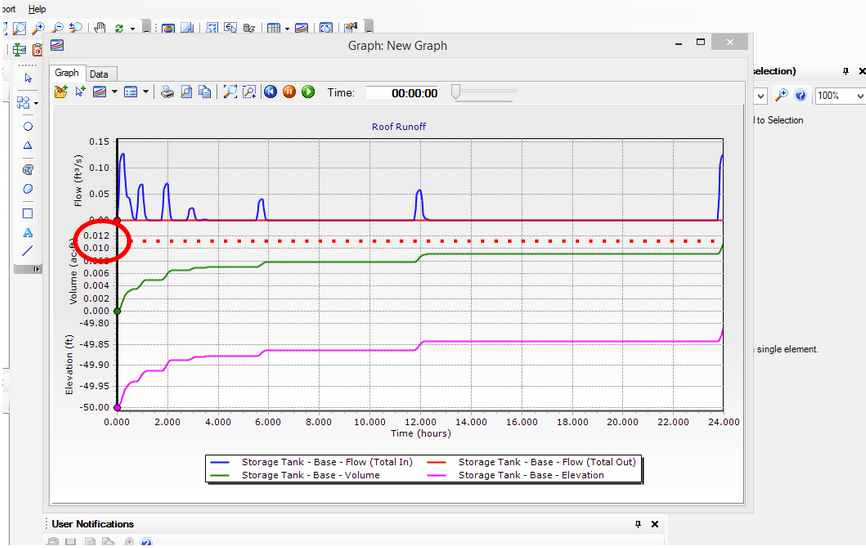 port Help
Graph: New Graph
Graph Data
Time: 00:00:00
selection)
100%
to Selection
Roof Runoff
0.15
0.10
0.05
0.00
Flow (ft³/s)
0.012
0.010
0.008
0.006
0.004
0.002
0.000
Volume (ac-ft)
-49.80
-49.85
-49.90
-49.95
-50.00
Elevation (ft)
0.000 2.000 4.000 6.000 8.000 10.000 12.000 14.000 16.000 18.000 20.000 22.000 24.000
Time (hours)
Storage Tank - Base - Flow (Total In) Storage Tank - Base - Flow (Total Out)
Storage Tank - Base - Volume Storage Tank - Base - Elevation
single element.
User Notifications